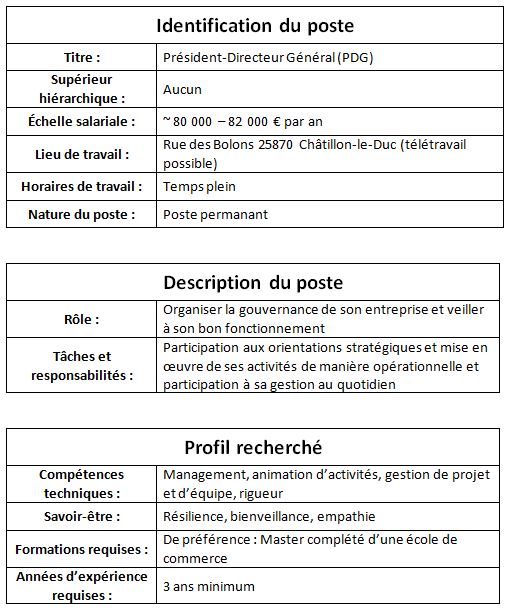 Identification du poste
Titre : Président-Directeur Général (PDG)
Supérieur
hiérarchique : Aucun
Échelle salariale : ~ 80 000 – 82 000 € par an
Lieu de travail : Rue des Bolons 25870 Châtillon-le-Duc (télétravail
possible)
Horaires de travail : Temps plein
Nature du poste : Poste permanant
Description du poste
Rôle : Organiser la gouvernance de son entreprise et veiller
à son bon fonctionnement
Tâches et
responsabilités : Participation aux orientations stratégiques et mise en
œuvre de ses activités de manière opérationnelle et
participation à sa gestion au quotidien
Profil recherché
Compétences
techniques : Management, animation d’activités, gestion de projet
et d’équipe, rigueur
Savoir-être : Résilience, bienveillance, empathie
Formations requises : De préférence : Master complété d’une école de
commerce
Années d’expérience
requises : 3 ans minimum